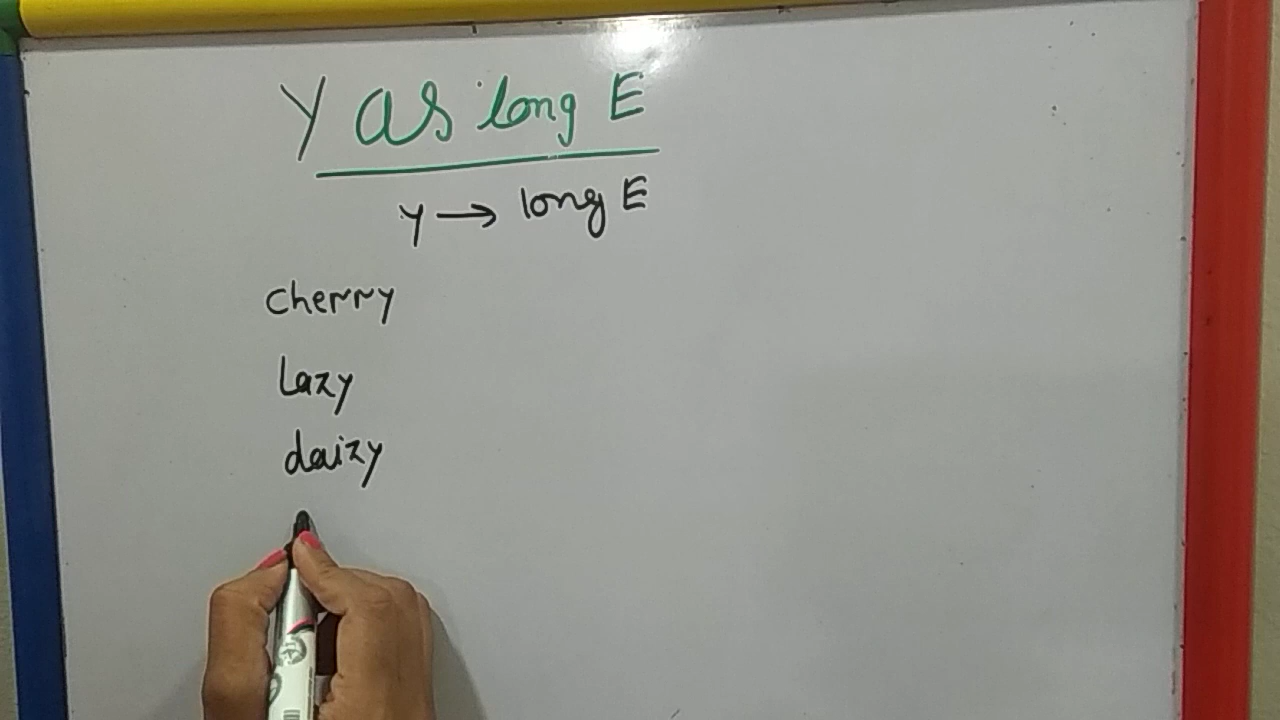 Y as long E
y → long E
cherry
Lazy
daizy